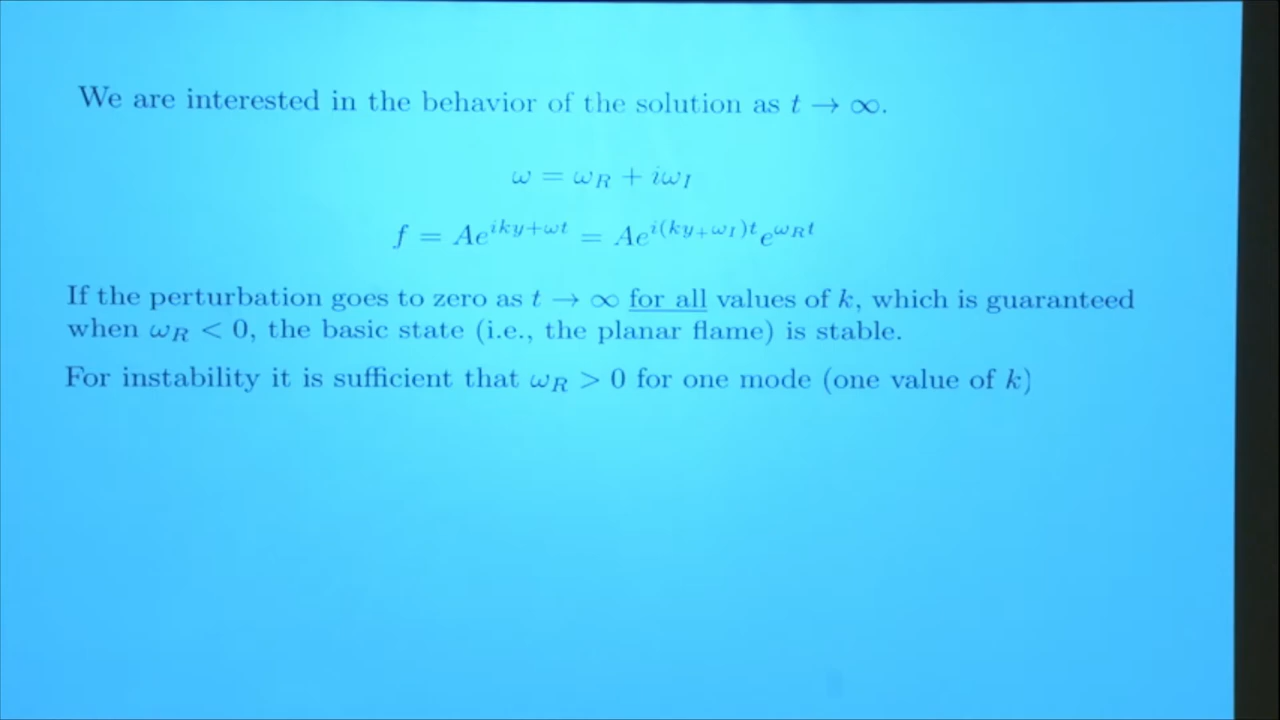 We are interested in the behavior of the solution as t → ∞.
ω = ω_R + iω_I
f = Ae^{iky+ωt} = Ae^{i(ky+ω_I)t}e^{ω_R t}
If the perturbation goes to zero as t → ∞ for all values of k, which is guaranteed
when ω_R < 0, the basic state (i.e., the planar flame) is stable.
For instability it is sufficient that ω_R > 0 for one mode (one value of k)